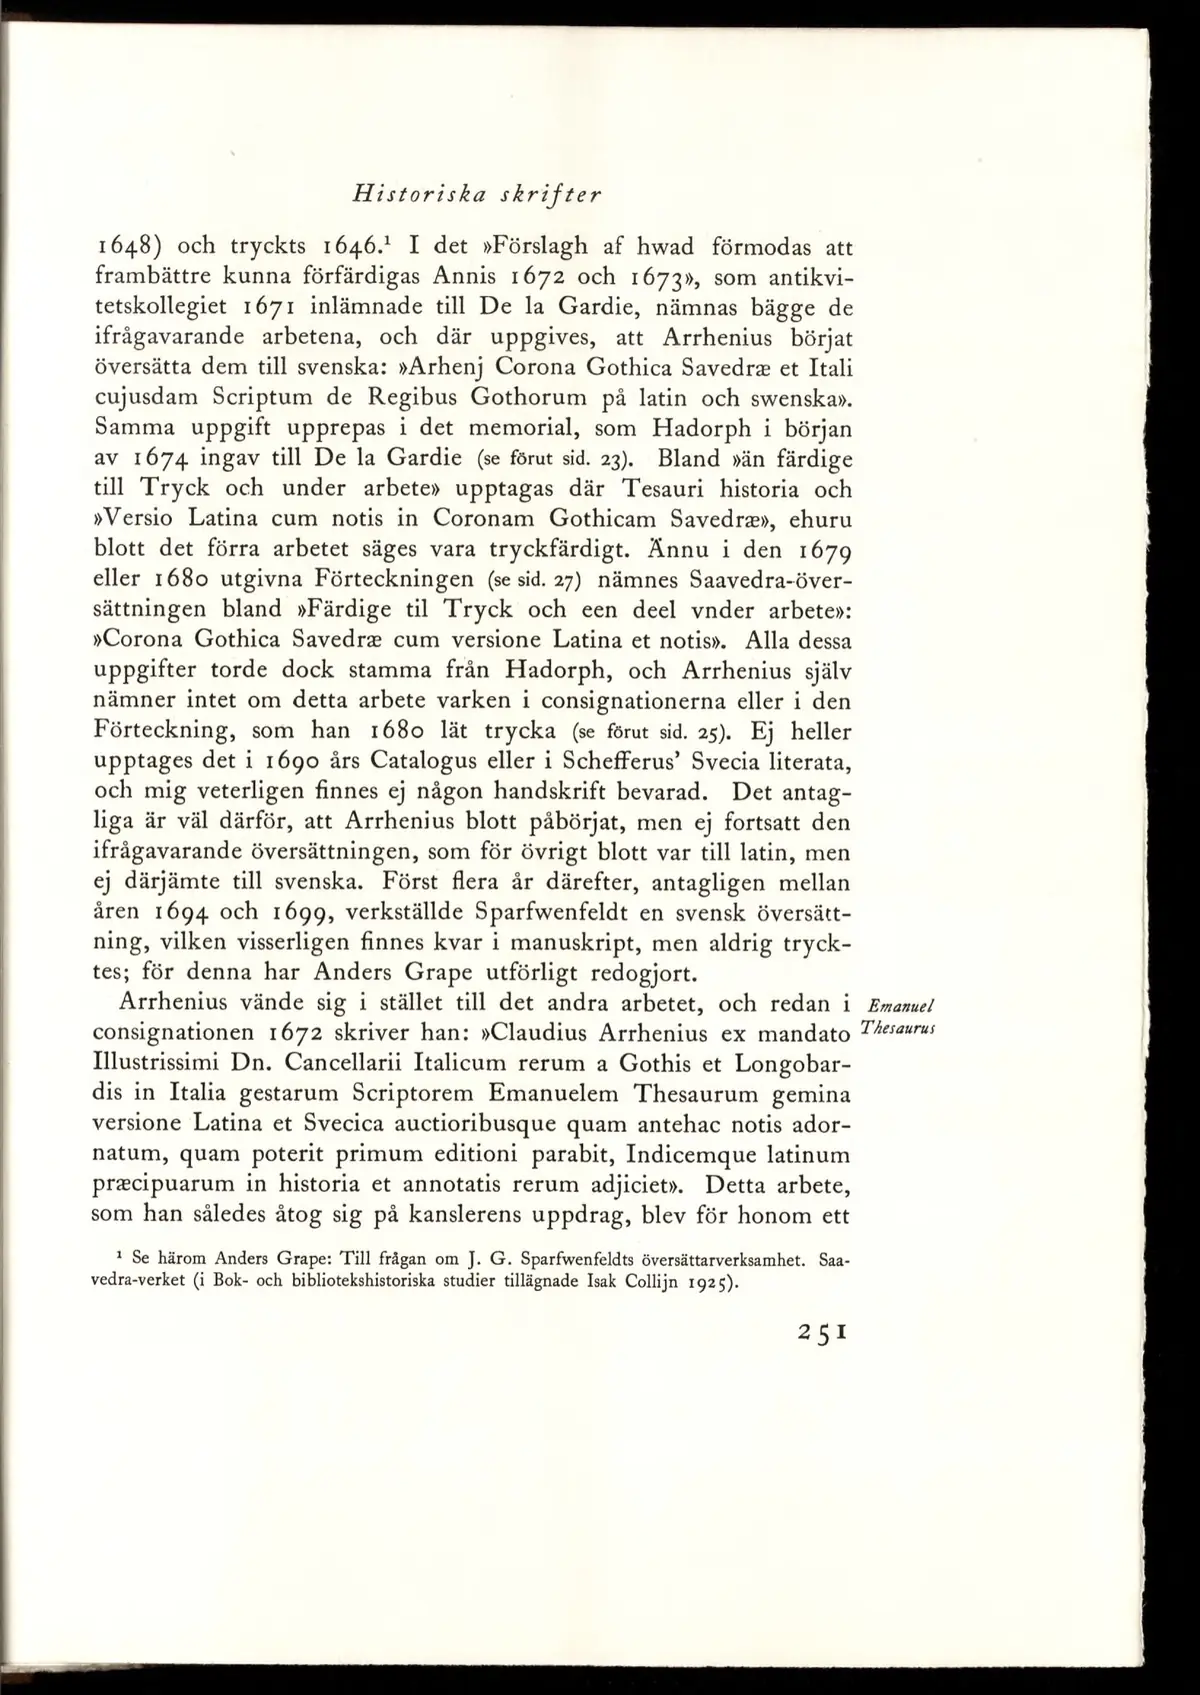 Historiska skrifter
1648) och tryckts 1646.¹ I det »Förslagh af hwad förmodas att
frambättre kunna förfärdigas Annis 1672 och 1673», som antikvi-
tetskollegiet 1671 inlämnade till De la Gardie, nämnas bägge de
ifrågavarande arbetena, och där uppgives, att Arrhenius börjat
översätta dem till svenska: »Arhenj Corona Gothica Savedræ et Itali
cujusdam Scriptum de Regibus Gothorum på latin och swenska».
Samma uppgift upprepas i det memorial, som Hadorph i början
av 1674 ingav till De la Gardie (se förut sid. 23). Bland »än färdige
till Tryck och under arbete» upptagas där Tesauri historia och
»Versio Latina cum notis in Coronam Gothicam Savedræ», ehuru
blott det förra arbetet säges vara tryckfärdigt. Ännu i den 1679
eller 1680 utgivna Förteckningen (se sid. 27) nämnes Saavedra-över-
sättningen bland »Färdige til Tryck och een deel vnder arbete»:
»Corona Gothica Savedræ cum versione Latina et notis». Alla dessa
uppgifter torde dock stamma från Hadorph, och Arrhenius själv
nämner intet om detta arbete varken i consignationerna eller i den
Förteckning, som han 1680 lät trycka (se förut sid. 25). Ej heller
upptages det i 1690 års Catalogus eller i Schefferus’ Svecia literata,
och mig veterligen finnes ej någon handskrift bevarad. Det antag-
liga är väl därför, att Arrhenius blott påbörjat, men ej fortsatt den
ifrågavarande översättningen, som för övrigt blott var till latin, men
ej därjämte till svenska. Först flera år därefter, antagligen mellan
åren 1694 och 1699, verkställde Sparfwenfeldt en svensk översätt-
ning, vilken visserligen finnes kvar i manuskript, men aldrig tryck-
tes; för denna har Anders Grape utförligt redogjort.
Arrhenius vände sig i stället till det andra arbetet, och redan i
Emanuel
Thesaurus
consignationen 1672 skriver han: »Claudius Arrhenius ex mandato
Illustrissimi Dn. Cancellarii Italicum rerum a Gothis et Longobar-
dis in Italia gestarum Scriptorem Emanuelem Thesaurum gemina
versione Latina et Svecica auctioribusque quam antehac notis ador-
natum, quam poterit primum editioni parabit, Indicemque latinum
præcipuarum in historia et annotatis rerum adjiciet». Detta arbete,
som han således åtog sig på kanslerens uppdrag, blev för honom ett
¹ Se härom Anders Grape: Till frågan om J. G. Sparfwenfeldts översättarverksamhet. Saa-
vedra-verket (i Bok- och bibliotekshistoriska studier tillägnade Isak Collijn 1925).
251